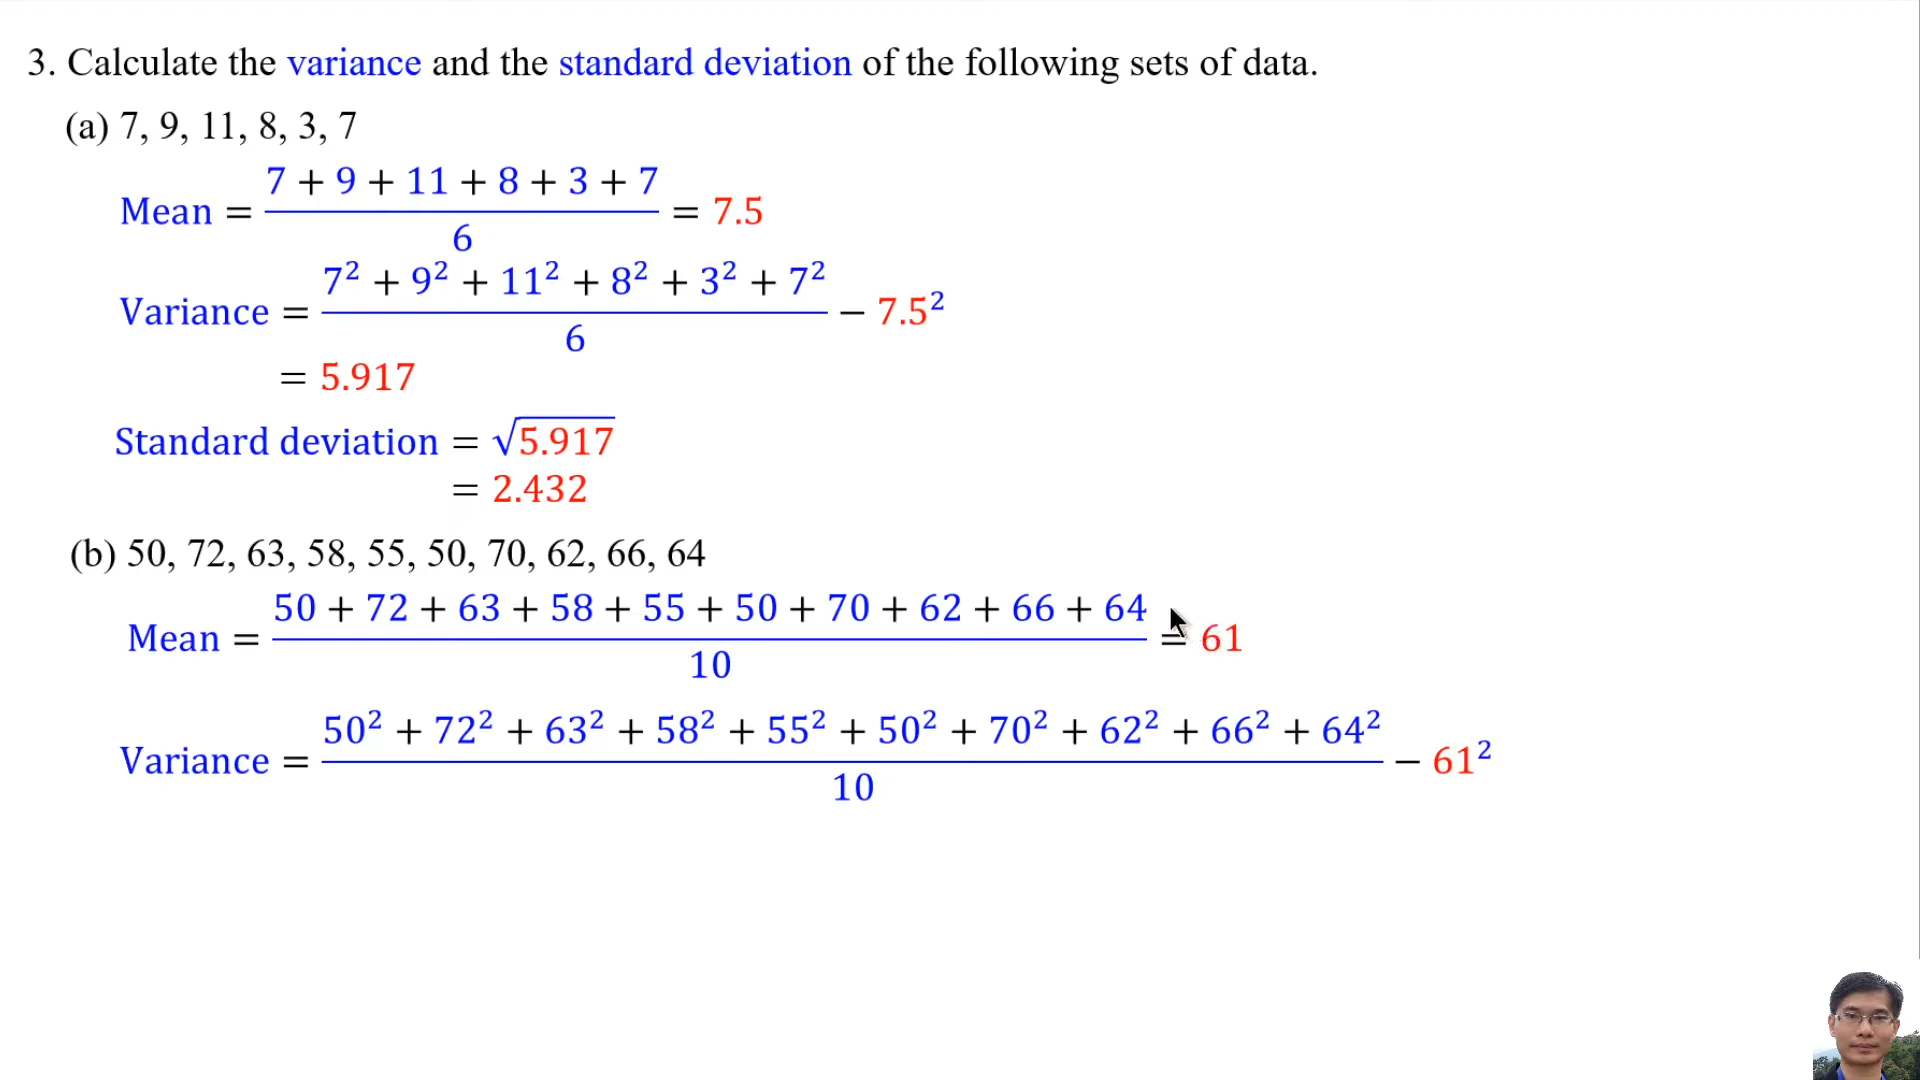 3. Calculate the variance and the standard deviation of the following sets of data.
(a) 7, 9, 11, 8, 3, 7
Mean = (7 + 9 + 11 + 8 + 3 + 7)/6 = 7.5
Variance = (7² + 9² + 11² + 8² + 3² + 7²)/6 − 7.5²
= 5.917
Standard deviation = √5.917
= 2.432
(b) 50, 72, 63, 58, 55, 50, 70, 62, 66, 64
Mean = (50 + 72 + 63 + 58 + 55 + 50 + 70 + 62 + 66 + 64)/10 = 61
Variance = (50² + 72² + 63² + 58² + 55² + 50² + 70² + 62² + 66² + 64²)/10 − 61²